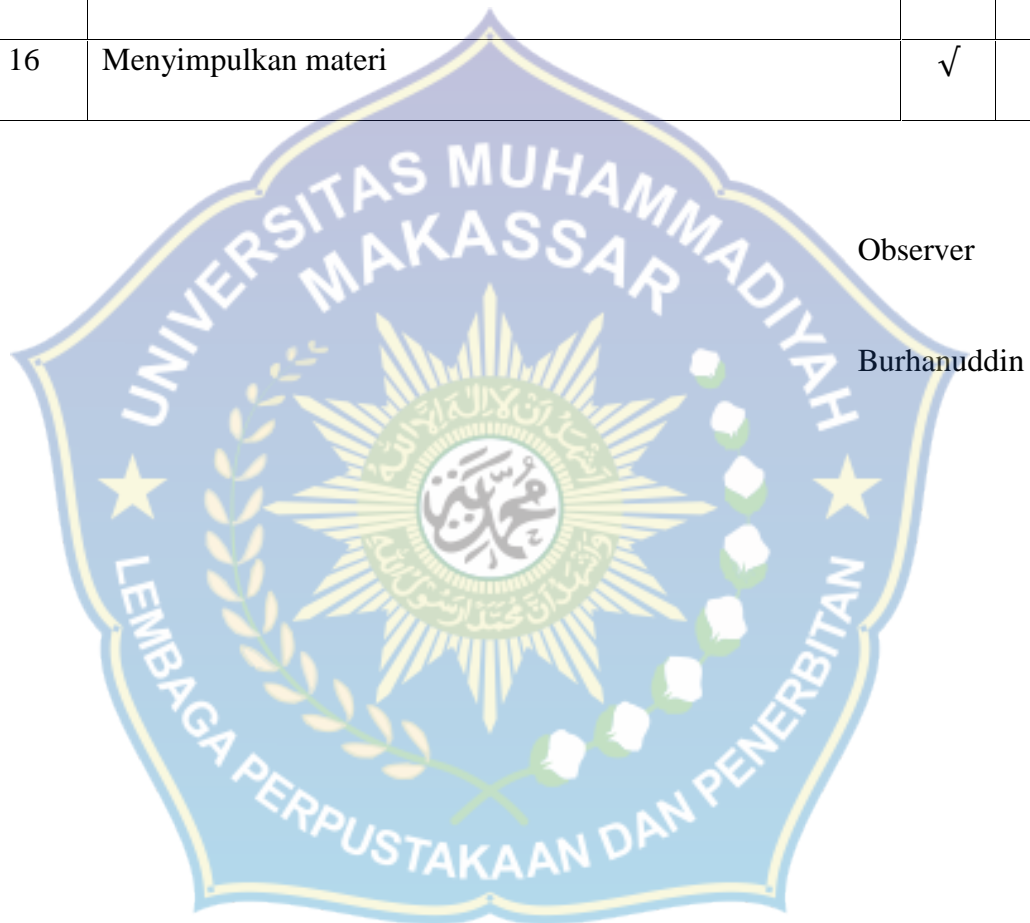 16 Menyimpulkan materi √
Observer
Burhanuddin
UNIVERSITAS MUHAMMADIYAH
MAKASSAR
LEMBAGA PERPUSTAKAAN DAN PENERBITAN